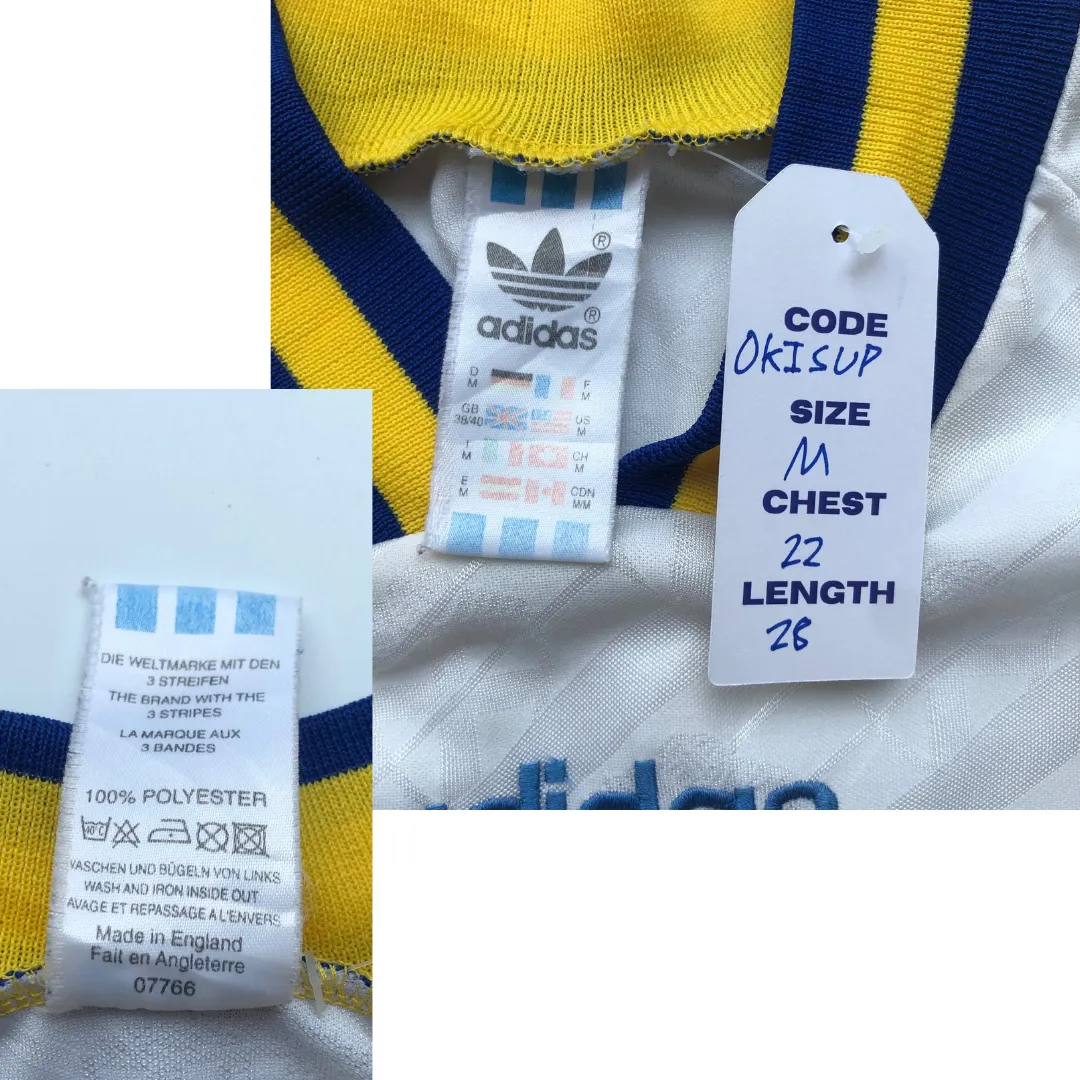 adidas
D
M
F
M
GB
38/40
US
M
I
M
CH
M
E
M
CDN
M/M
CODE
OKISUP
SIZE
M
CHEST
22
LENGTH
28
adidas
DIE WELTMARKE MIT DEN
3 STREIFEN
THE BRAND WITH THE
3 STRIPES
LA MARQUE AUX
3 BANDES
100% POLYESTER
40°C
WASCHEN UND BÜGELN VON LINKS
WASH AND IRON INSIDE OUT
LAVAGE ET REPASSAGE A L'ENVERS
Made in England
Fait en Angleterre
07766